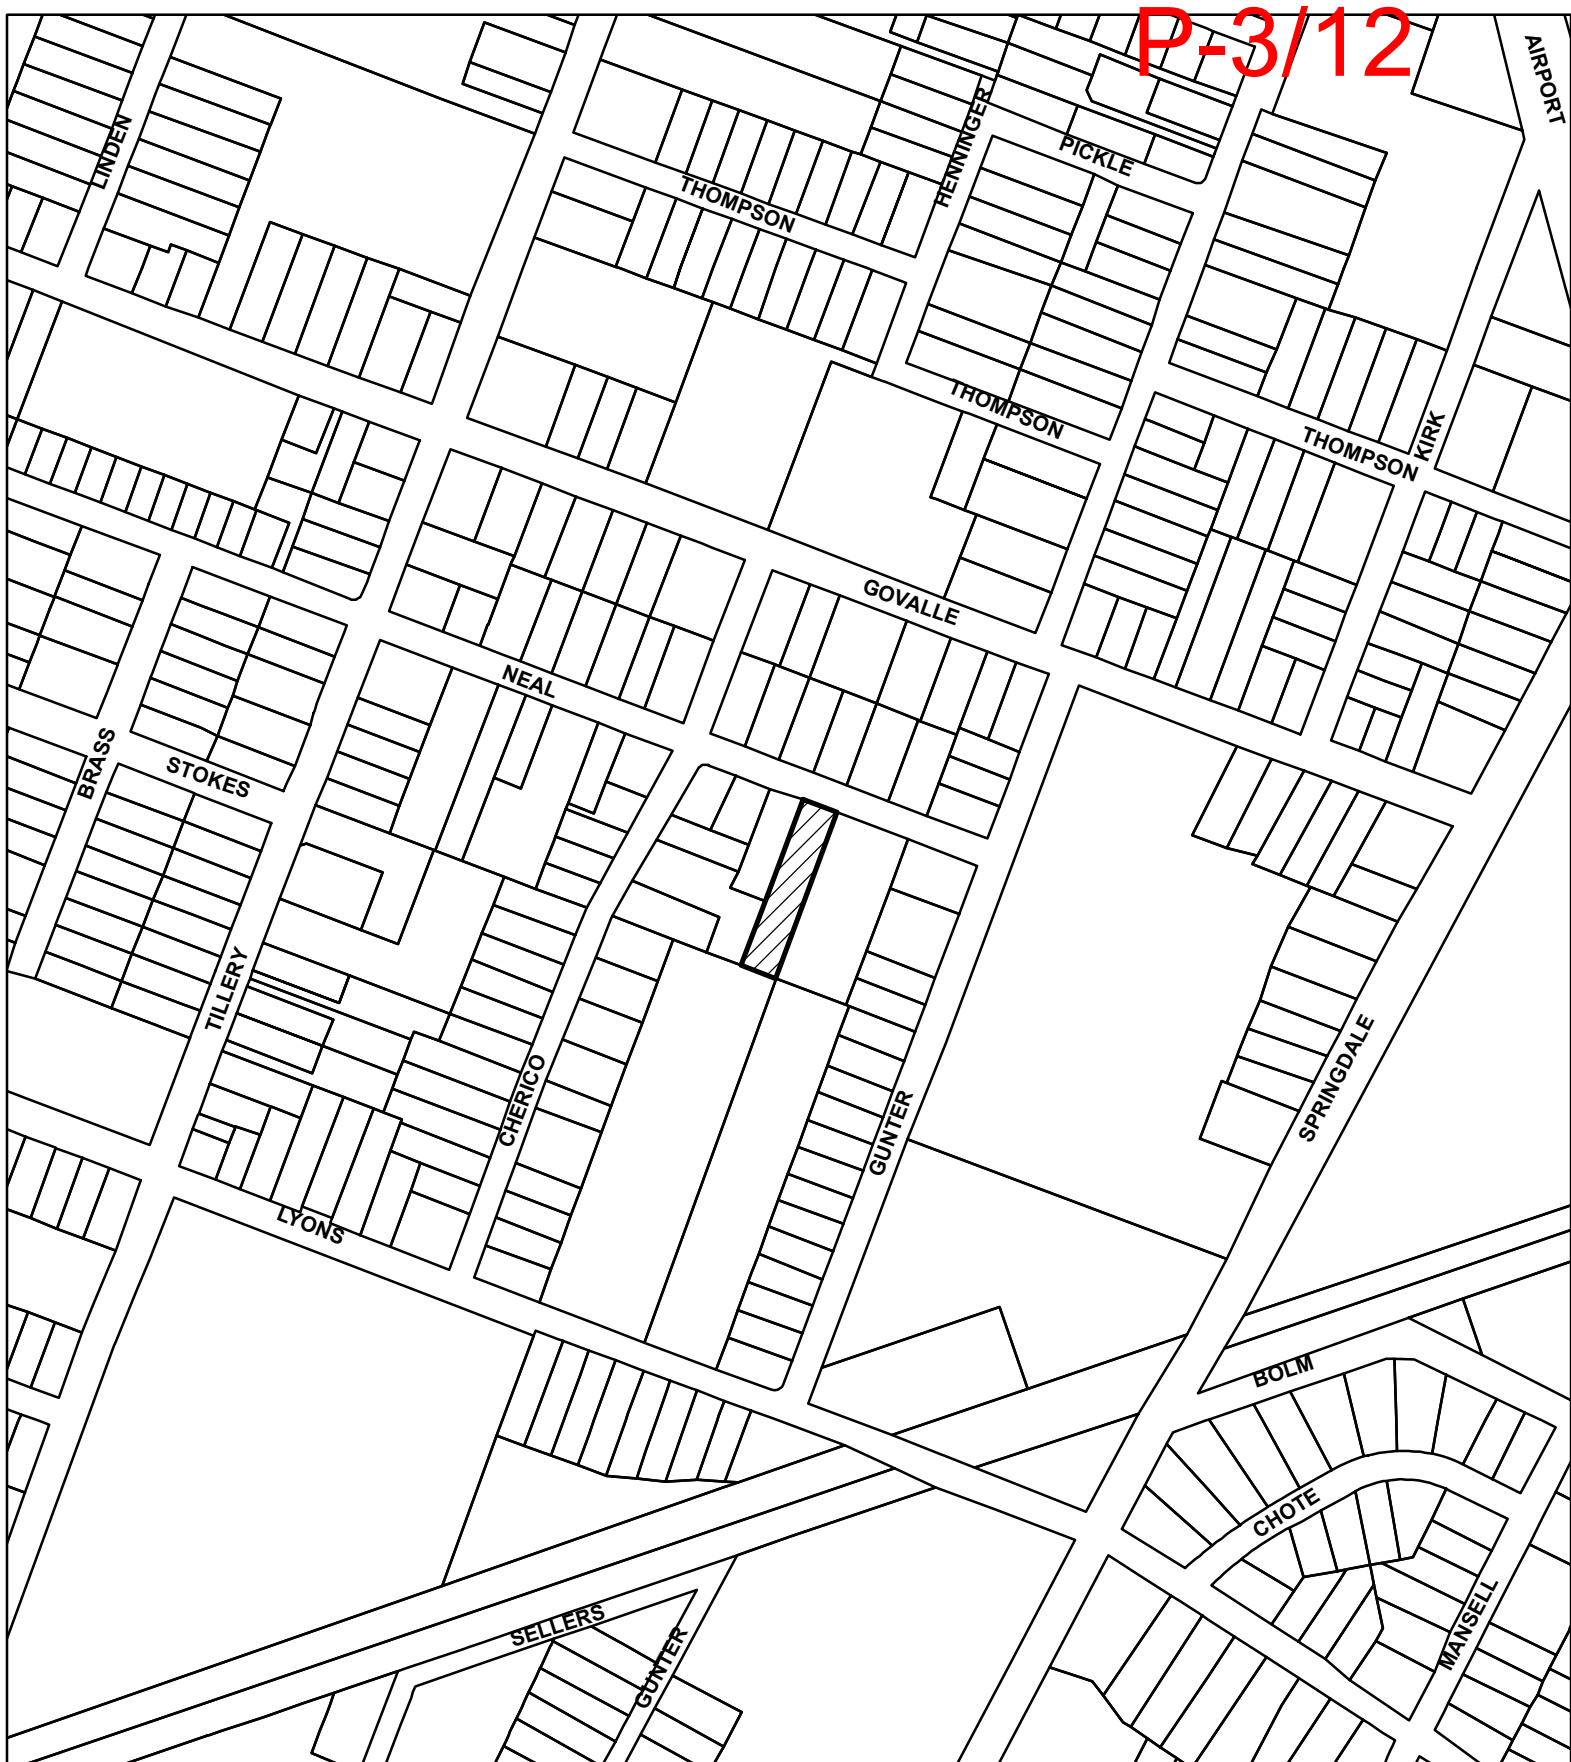 P-3/12
AIRPORT
LINDEN
HENNINGER
PICKLE
THOMPSON
THOMPSON
THOMPSON
KIRK
GOVALLE
NEAL
BRASS
STOKES
TILLERY
CHERICO
GUNTER
SPRINGDALE
LYONS
BOLM
CHOTE
MANSELL
SELLERS
GUNTER